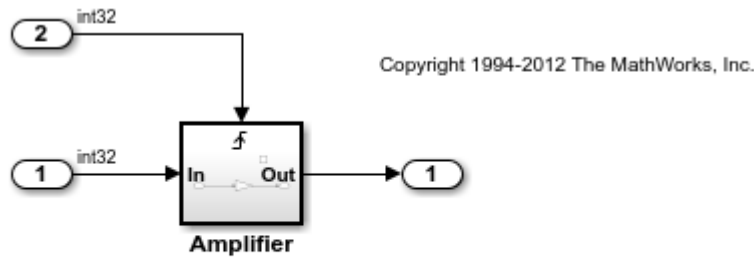 int32
2
Copyright 1994-2012 The MathWorks, Inc.
int32
1
In
Out
1
Amplifier